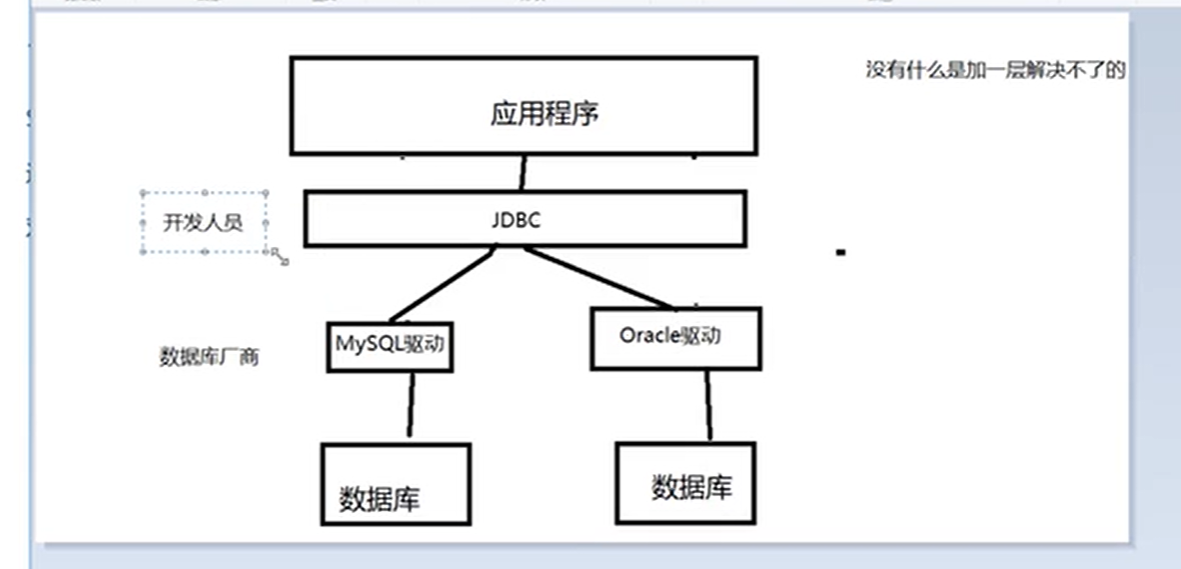 没有什么是加一层解决不了的
应用程序
开发人员
JDBC
数据库厂商
MySQL驱动
Oracle驱动
数据库
数据库